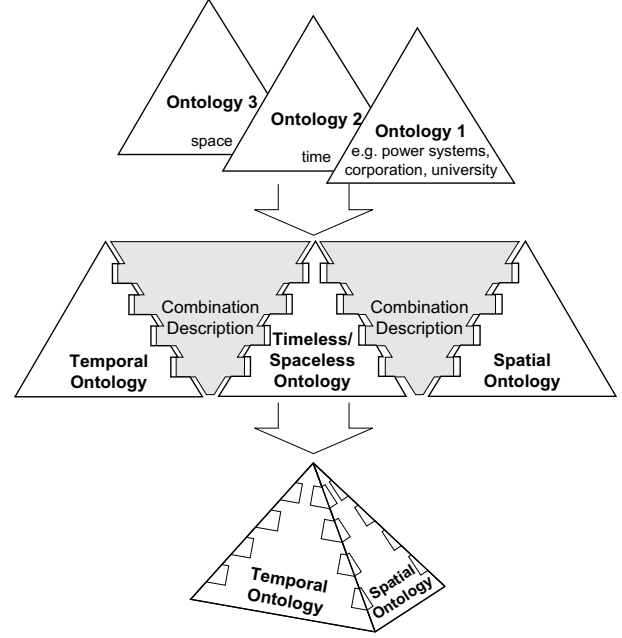 Ontology 3
space
Ontology 2
time
Ontology 1
e.g. power systems,
corporation, university
Combination
Description
Combination
Description
Temporal
Ontology
Timeless/
Spaceless
Ontology
Spatial
Ontology
Temporal
Ontology
Spatial
Ontology